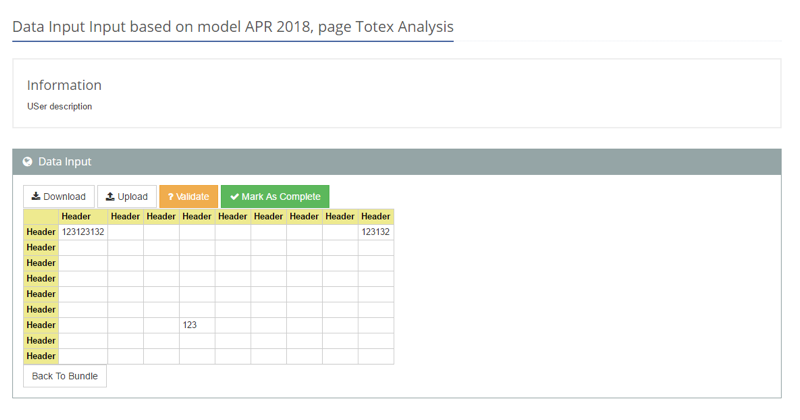 Data Input Input based on model APR 2018, page Totex Analysis
Information
USer description
Data Input
Download Upload ? Validate Mark As Complete
Header Header Header Header Header Header Header Header Header
Header 123123132 123132
Header
Header
Header
Header
Header
Header 123
Header
Header
Back To Bundle